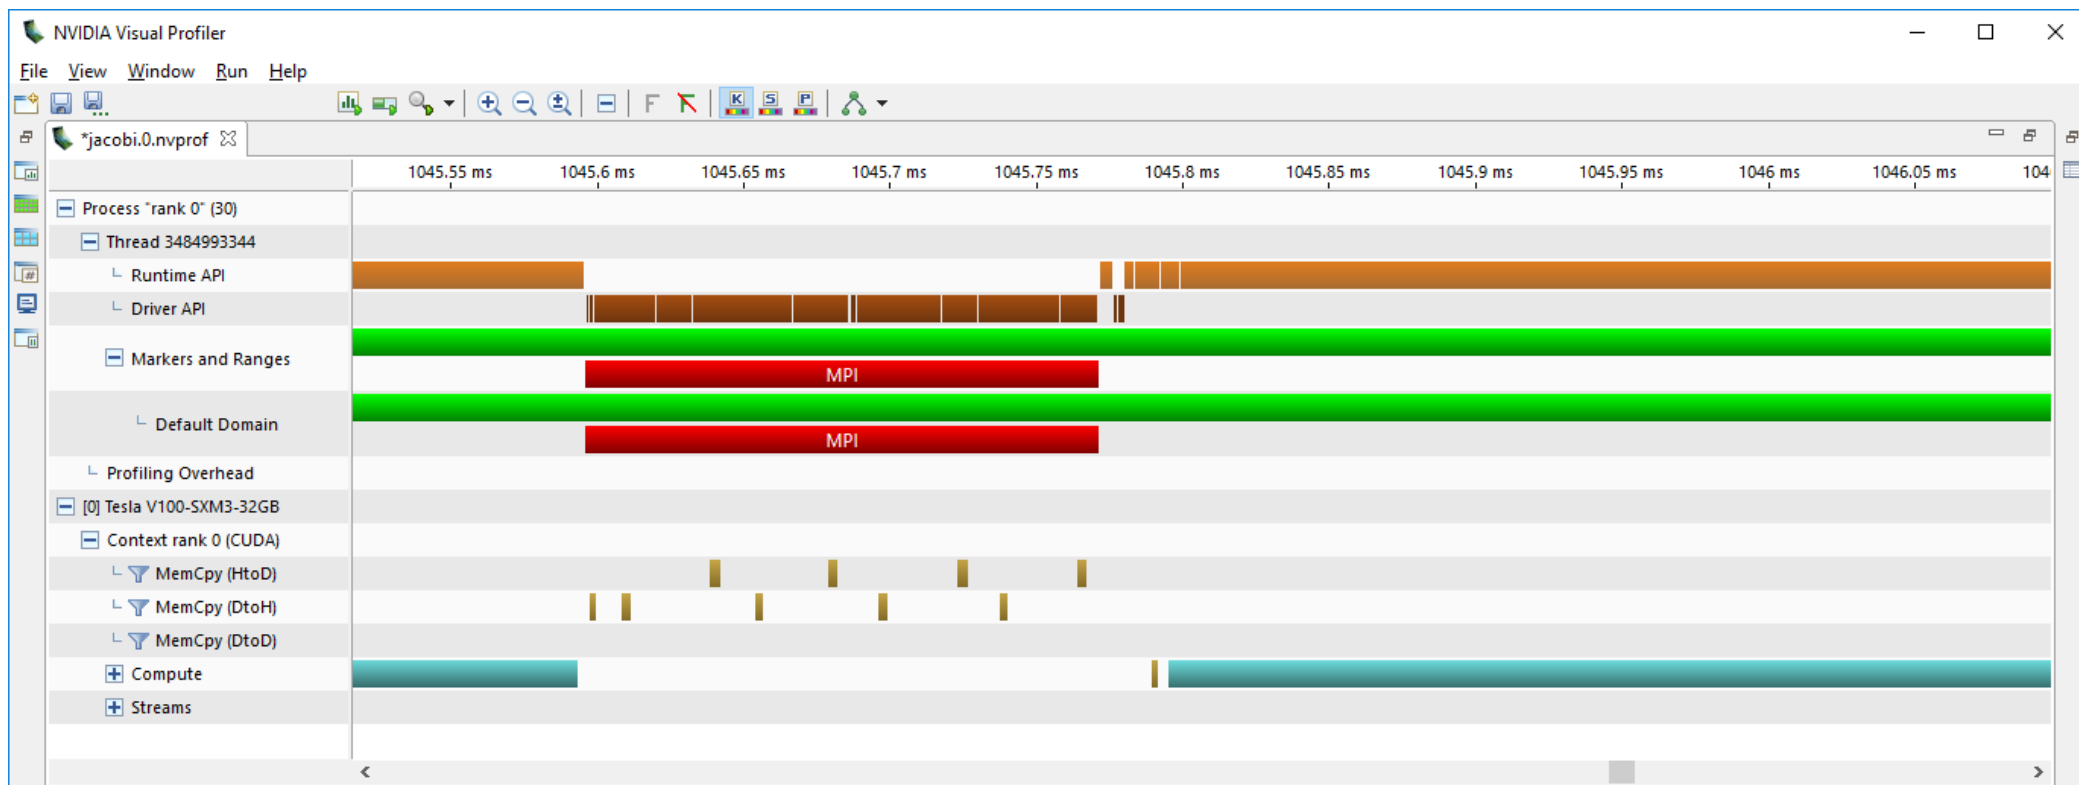 NVIDIA Visual Profiler
File View Window Run Help
F F K S P
*jacobi.0.nvprof
1045.55 ms 1045.6 ms 1045.65 ms 1045.7 ms 1045.75 ms 1045.8 ms 1045.85 ms 1045.9 ms 1045.95 ms 1046 ms 1046.05 ms 104
Process "rank 0" (30)
Thread 3484993344
Runtime API
Driver API
Markers and Ranges
MPI
Default Domain
MPI
Profiling Overhead
[0] Tesla V100-SXM3-32GB
Context rank 0 (CUDA)
MemCpy (HtoD)
MemCpy (DtoH)
MemCpy (DtoD)
Compute
Streams